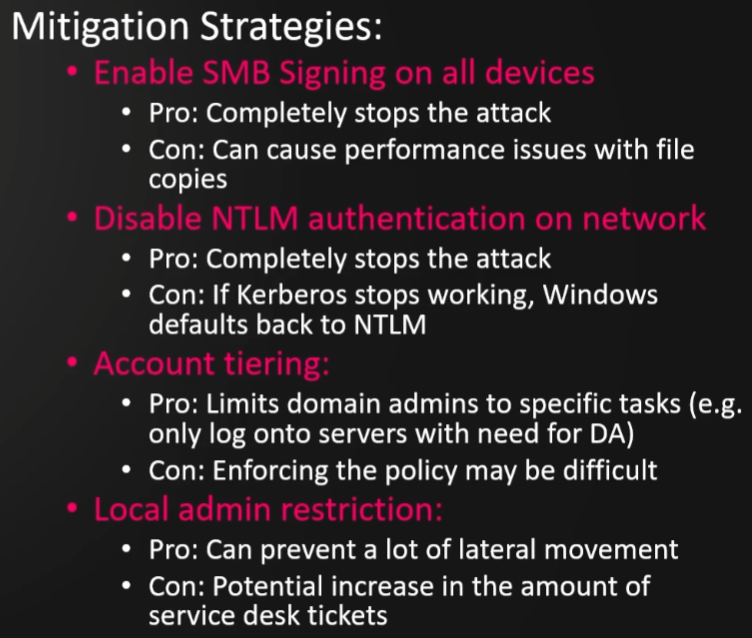 Mitigation Strategies:
• Enable SMB Signing on all devices
• Pro: Completely stops the attack
• Con: Can cause performance issues with file
copies
• Disable NTLM authentication on network
• Pro: Completely stops the attack
• Con: If Kerberos stops working, Windows
defaults back to NTLM
• Account tiering:
• Pro: Limits domain admins to specific tasks (e.g.
only log onto servers with need for DA)
• Con: Enforcing the policy may be difficult
• Local admin restriction:
• Pro: Can prevent a lot of lateral movement
• Con: Potential increase in the amount of
service desk tickets